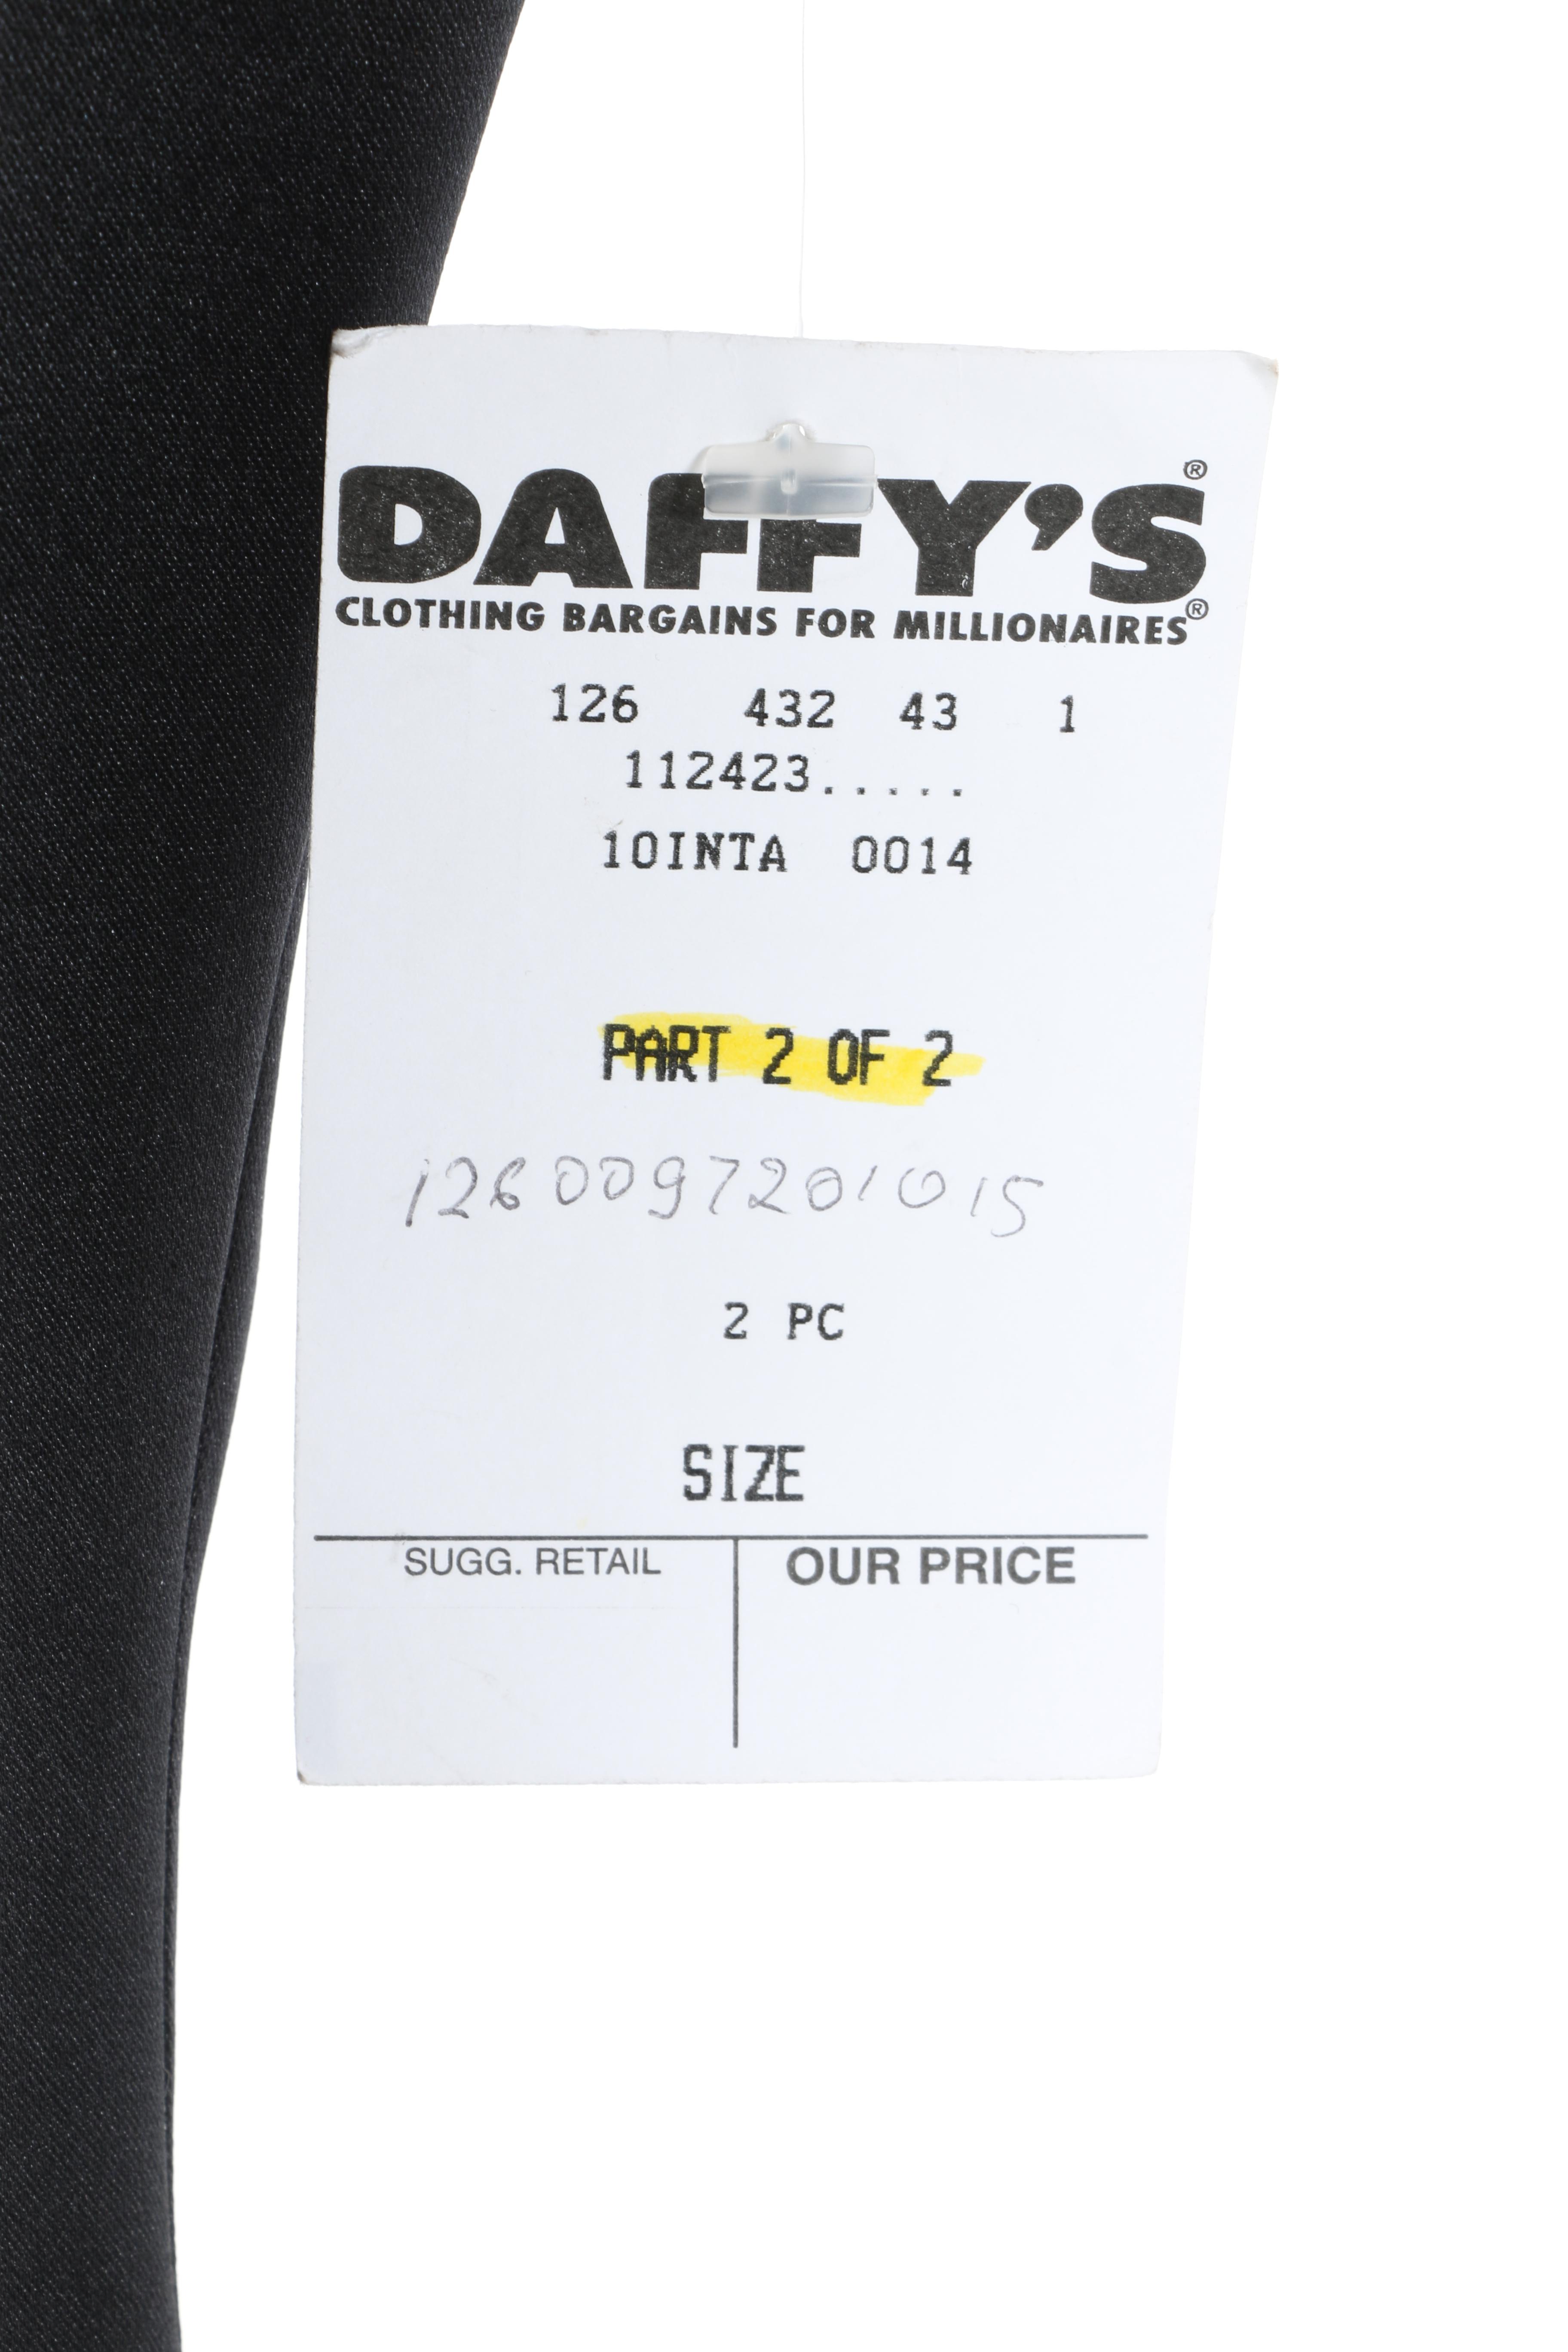 DAFFY'S®
CLOTHING BARGAINS FOR MILLIONAIRES®
126 432 43 1
112423.....
10INTA 0014
PART 2 OF 2
1260097201015
2 PC
SIZE
SUGG. RETAIL OUR PRICE